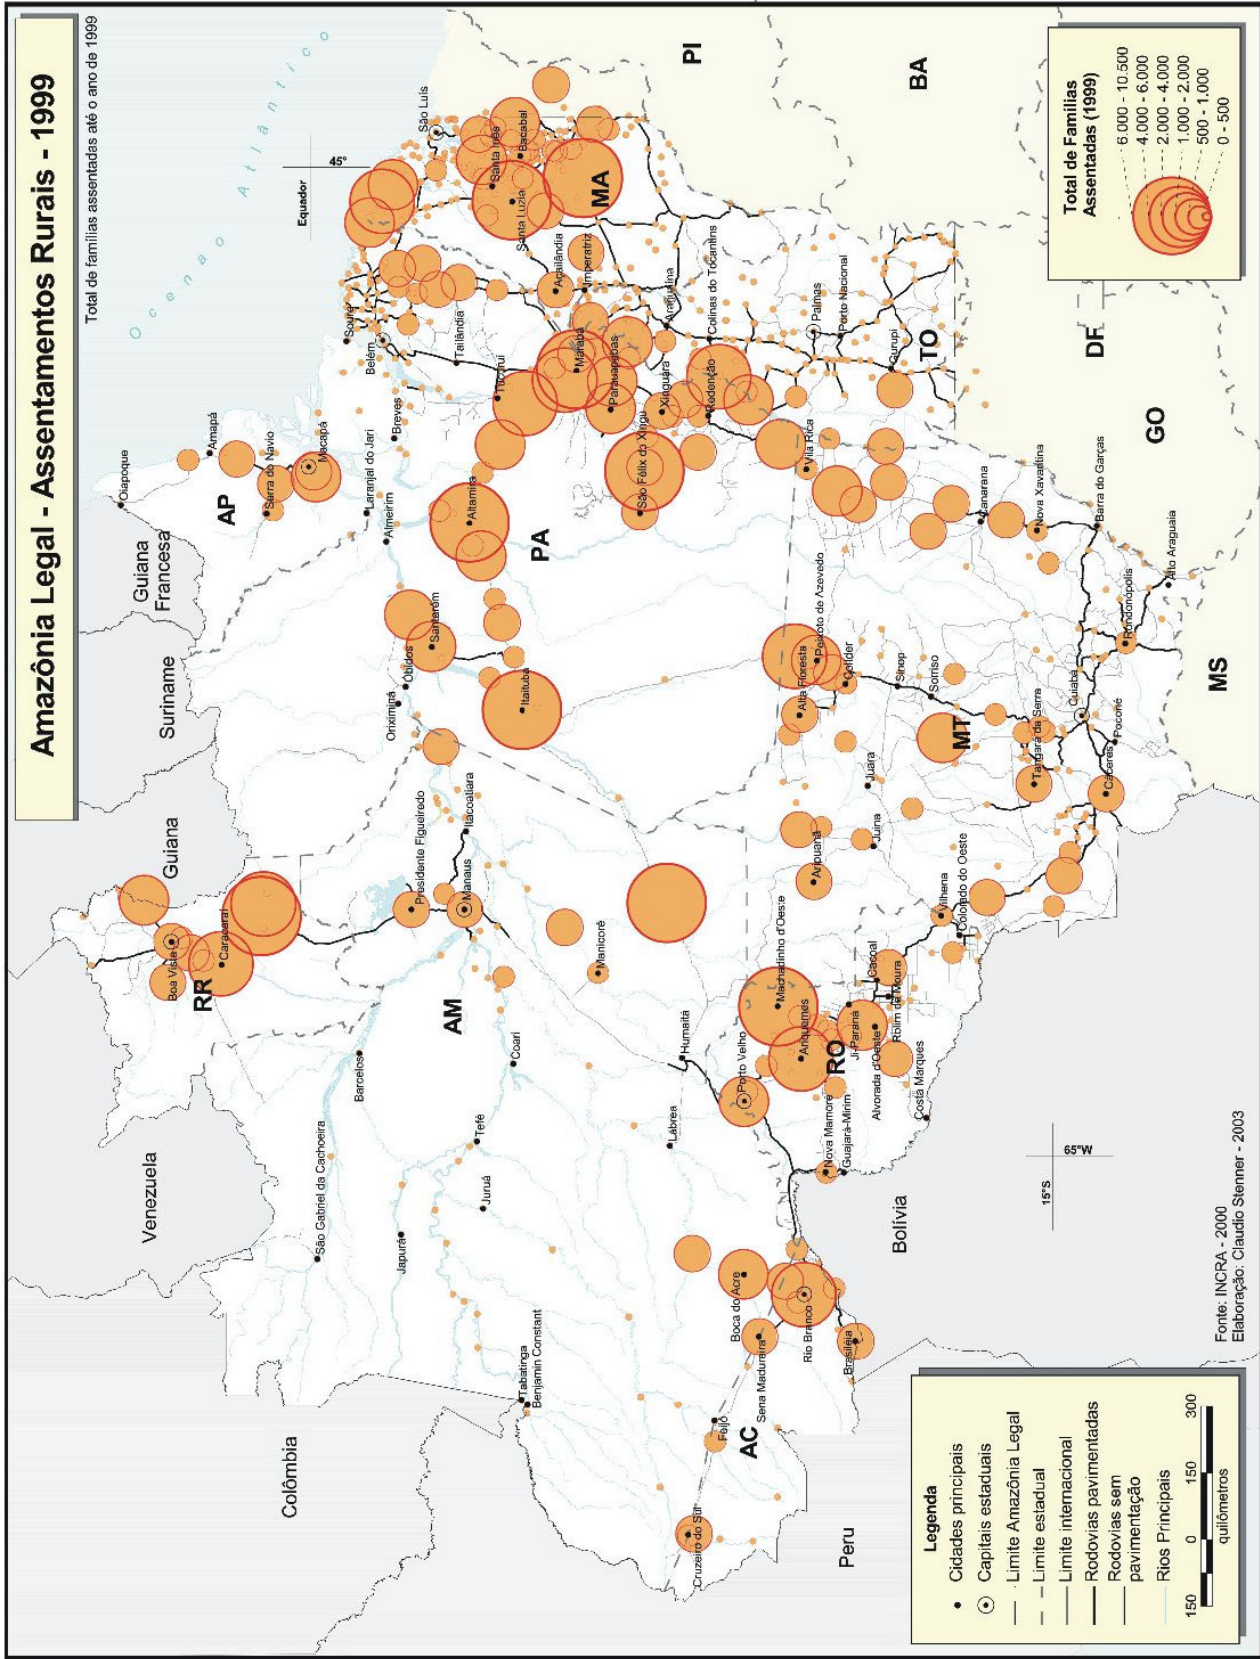 Amazônia Legal - Assentamentos Rurais - 1999
Total de famílias assentadas até o ano de 1999
Oceano Atlântico
Equador
45°
Venezuela
Guiana
Suriname
Guiana
Francesa
Colômbia
Peru
Bolívia
RR
AP
AM
PA
MA
PI
BA
TO
DF
GO
MS
MT
RO
AC
Oiapoque
Amapá
Serra do Navio
Macapá
Laranjal do Jari
Almeirim
Breves
Soure
Belém
Tailândia
Tucuruí
São Luís
Santa Inês
Bacabal
Santa Luzia
Açailândia
Imperatriz
Marabá
Parauapebas
Xinguara
Redenção
Araguaína
Colinas do Tocantins
Palmas
Porto Nacional
Gurupi
São Félix do Xingu
Altamira
Santarém
Óbidos
Oriximiná
Itaituba
Boa Vista
Caracaraí
Presidente Figueiredo
Manaus
Itacoatiara
Manicoré
Barcelos
São Gabriel da Cachoeira
Coari
Tefé
Juruá
Japurá
Tabatinga
Benjamin Constant
Humaitá
Lábrea
Boca do Acre
Sena Madureira
Rio Branco
Brasiléia
Feijó
Cruzeiro do Sul
Porto Velho
Nova Mamoré
Guajará-Mirim
Machadinho d'Oeste
Ariquemes
Ji-Paraná
Alvorada d'Oeste
Cacoal
Rolim de Moura
Costa Marques
Vilhena
Colorado do Oeste
Aripuanã
Juína
Juara
Alta Floresta
Peixoto de Azevedo
Colíder
Sinop
Sorriso
Vila Rica
Canarana
Nova Xavantina
Barra do Garças
Alto Araguaia
Rondonópolis
Cuiabá
Poconé
Tangará da Serra
Cáceres
15°S
65°W
Total de Famílias
Assentadas (1999)
6 000 - 10.500
4.000 - 6.000
2.000 - 4.000
1.000 - 2.000
500 - 1.000
0 - 500
Legenda
Cidades principais
Capitais estaduais
Limite Amazônia Legal
Limite estadual
Limite internacional
Rodovias pavimentadas
Rodovias sem
pavimentação
Rios Principais
150 0 150 300
quilômetros
Fonte: INCRA - 2000
Elaboração: Claudio Stenner - 2003